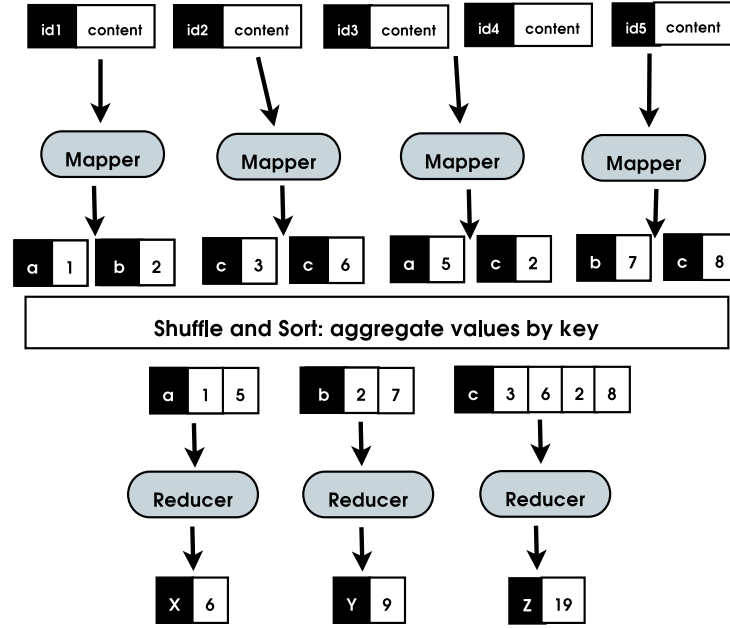 id1 content id2 content id3 content id4 content id5 content
Mapper Mapper Mapper Mapper
a 1 b 2 c 3 c 6 a 5 c 2 b 7 c 8
Shuffle and Sort: aggregate values by key
a 1 5 b 2 7 c 3 6 2 8
Reducer Reducer Reducer
X 6 Y 9 Z 19